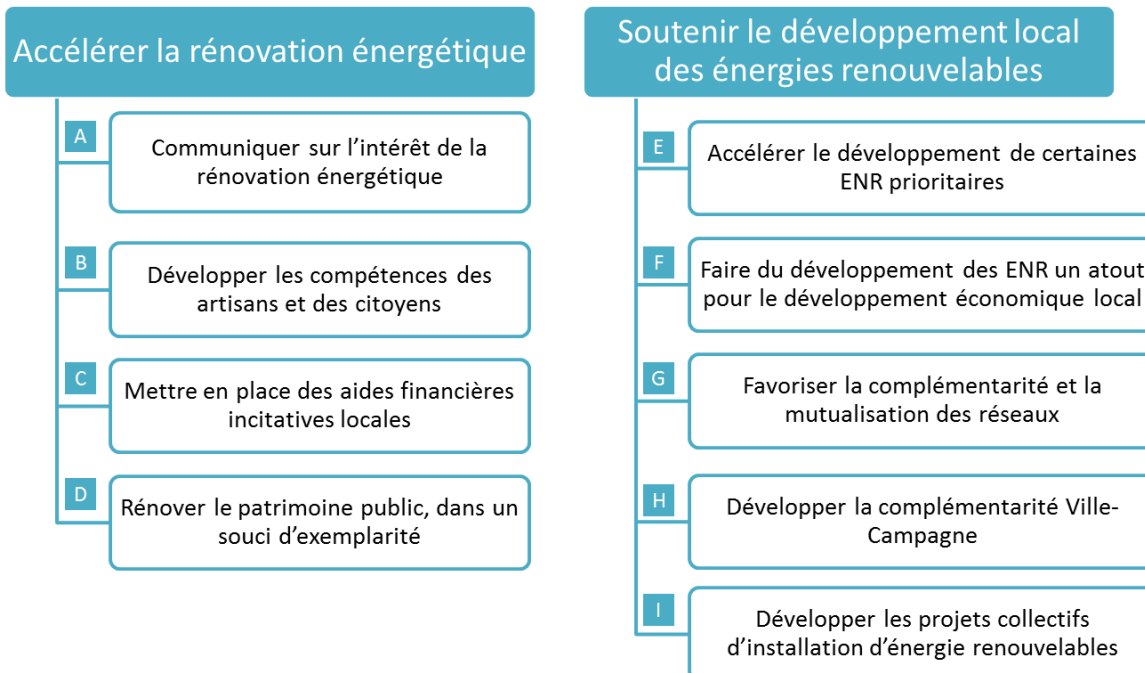 Accélérer la rénovation énergétique
A
Communiquer sur l'intérêt de la
rénovation énergétique
B
Développer les compétences des
artisans et des citoyens
C
Mettre en place des aides financières
incitatives locales
D
Rénover le patrimoine public, dans un
souci d'exemplarité
Soutenir le développement local
des énergies renouvelables
E
Accélérer le développement de certaines
ENR prioritaires
F
Faire du développement des ENR un atout
pour le développement économique local
G
Favoriser la complémentarité et la
mutualisation des réseaux
H
Développer la complémentarité Ville-
Campagne
I
Développer les projets collectifs
d'installation d'énergie renouvelables